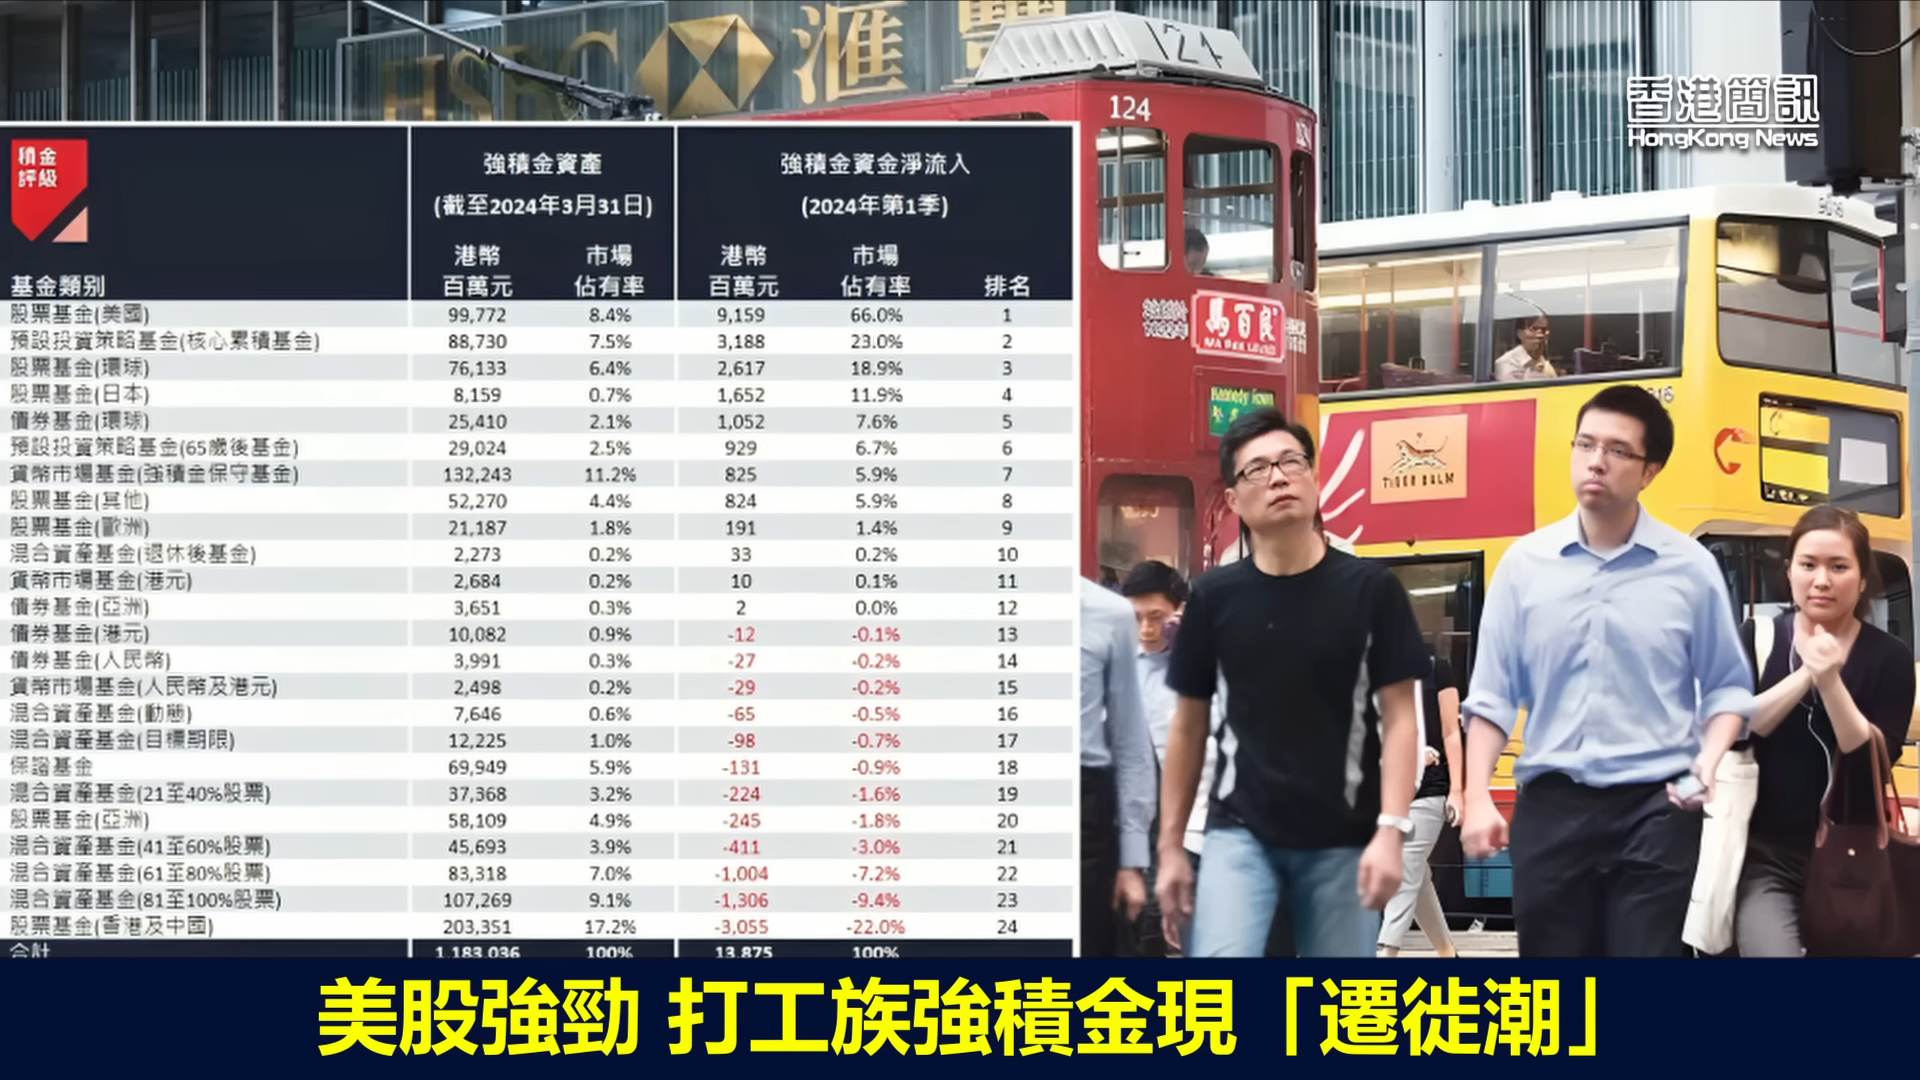 HSBC 滙豐
124
124
香港簡訊
HongKong News
積金
評級
強積金資產
(截至2024年3月31日)
強積金資金淨流入
(2024年第1季)
基金類別 港幣百萬元 市場佔有率 港幣百萬元 市場佔有率 排名
股票基金(美國) 99,772 8.4% 9,159 66.0% 1
預設投資策略基金(核心累積基金) 88,730 7.5% 3,188 23.0% 2
股票基金(環球) 76,133 6.4% 2,617 18.9% 3
股票基金(日本) 8,159 0.7% 1,652 11.9% 4
債券基金(環球) 25,410 2.1% 1,052 7.6% 5
預設投資策略基金(65歲後基金) 29,024 2.5% 929 6.7% 6
貨幣市場基金(強積金保守基金) 132,243 11.2% 825 5.9% 7
股票基金(其他) 52,270 4.4% 824 5.9% 8
股票基金(歐洲) 21,187 1.8% 191 1.4% 9
混合資產基金(退休後基金) 2,273 0.2% 33 0.2% 10
貨幣市場基金(港元) 2,684 0.2% 10 0.1% 11
債券基金(亞洲) 3,651 0.3% 2 0.0% 12
債券基金(港元) 10,082 0.9% -12 -0.1% 13
債券基金(人民幣) 3,991 0.3% -27 -0.2% 14
貨幣市場基金(人民幣及港元) 2,498 0.2% -29 -0.2% 15
混合資產基金(動態) 7,646 0.6% -65 -0.5% 16
混合資產基金(目標期限) 12,225 1.0% -98 -0.7% 17
保證基金 69,949 5.9% -131 -0.9% 18
混合資產基金(21至40%股票) 37,368 3.2% -224 -1.6% 19
股票基金(亞洲) 58,109 4.9% -245 -1.8% 20
混合資產基金(41至60%股票) 45,693 3.9% -411 -3.0% 21
混合資產基金(61至80%股票) 83,318 7.0% -1,004 -7.2% 22
混合資產基金(81至100%股票) 107,269 9.1% -1,306 -9.4% 23
股票基金(香港及中國) 203,351 17.2% -3,055 -22.0% 24
合計 1,183,036 100% 13,875 100%
馬百良
Kennedy Town
TIGER BALM
美股強勁 打工族強積金現「遷徙潮」